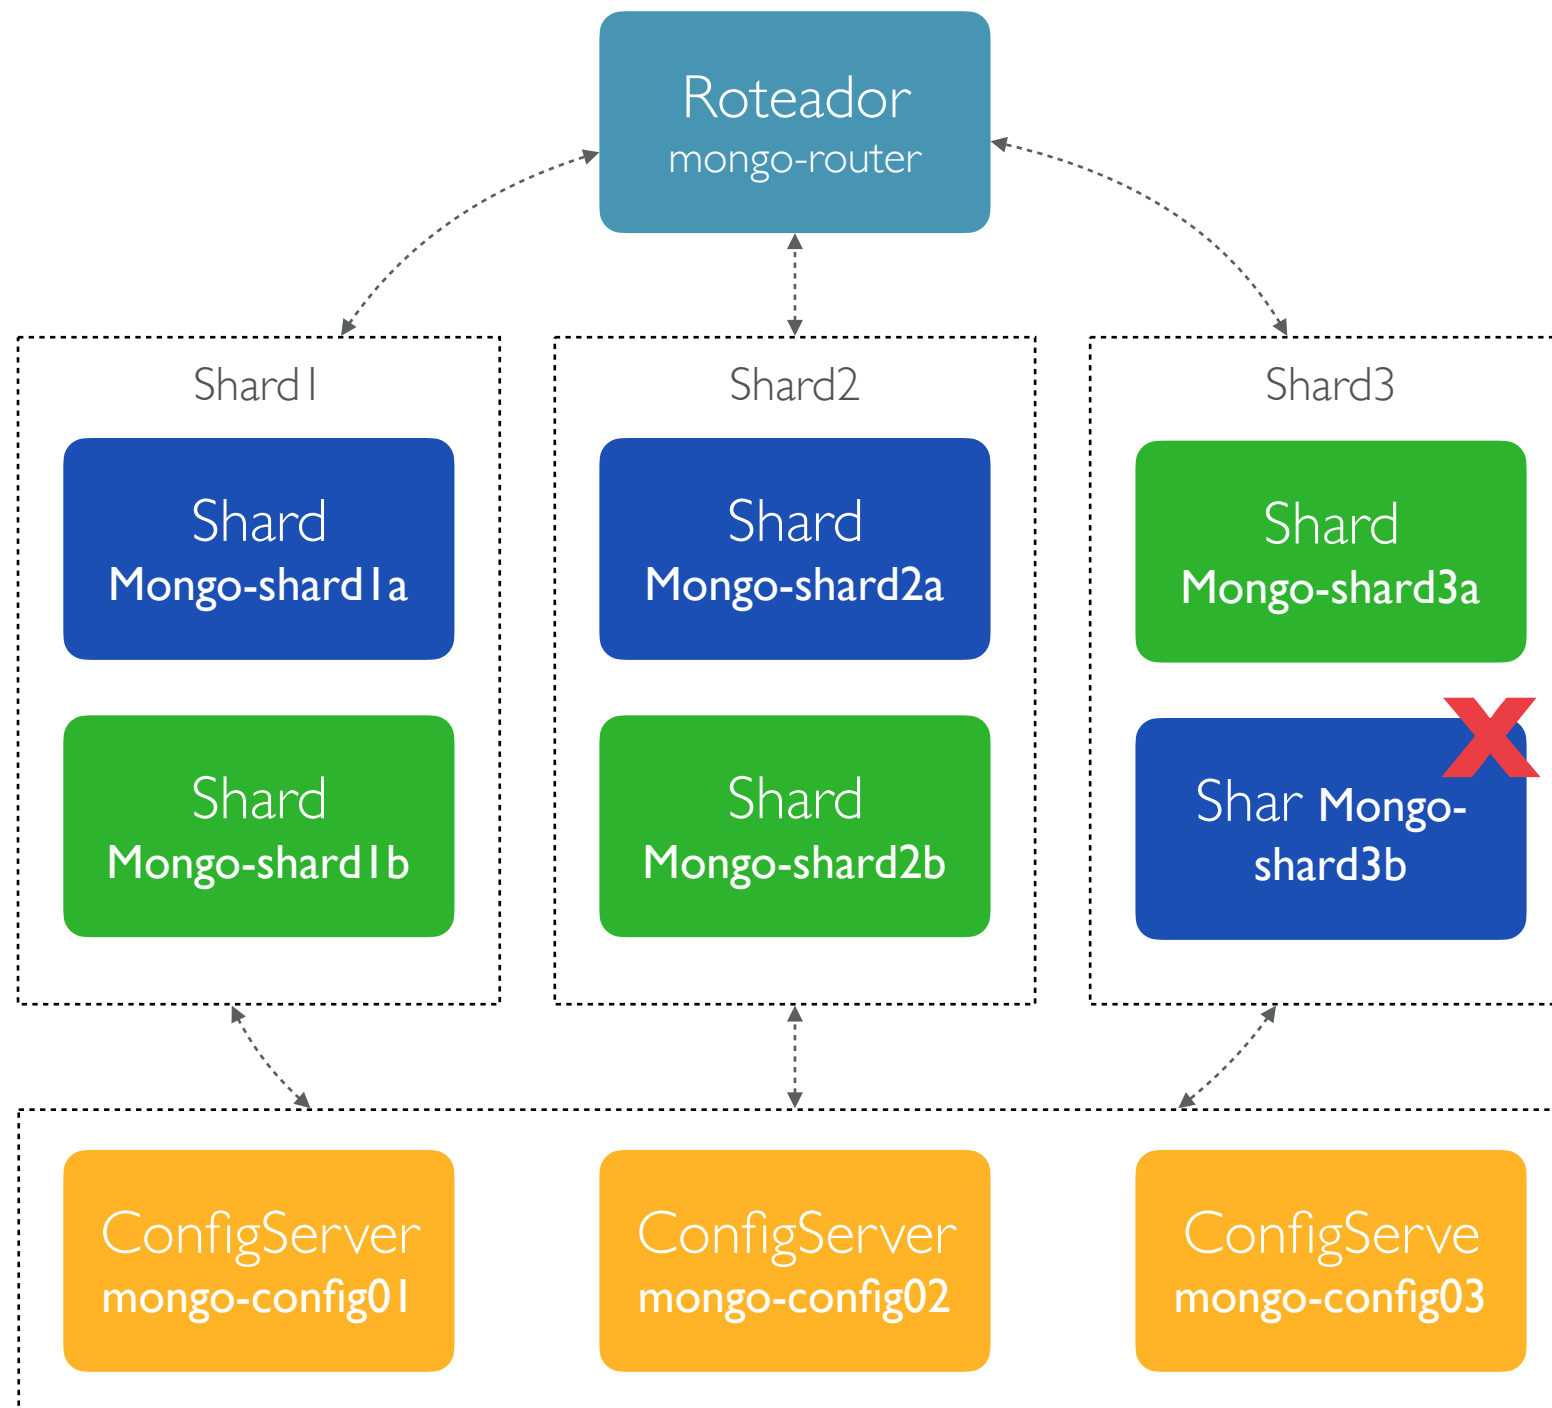 Roteador
mongo-router
Shard1
Shard2
Shard3
Shard
Mongo-shard1a
Shard
Mongo-shard2a
Shard
Mongo-shard3a
Shard
Mongo-shard1b
Shard
Mongo-shard2b
X
Shar Mongo-
shard3b
ConfigServer
mongo-config01
ConfigServer
mongo-config02
ConfigServe
mongo-config03